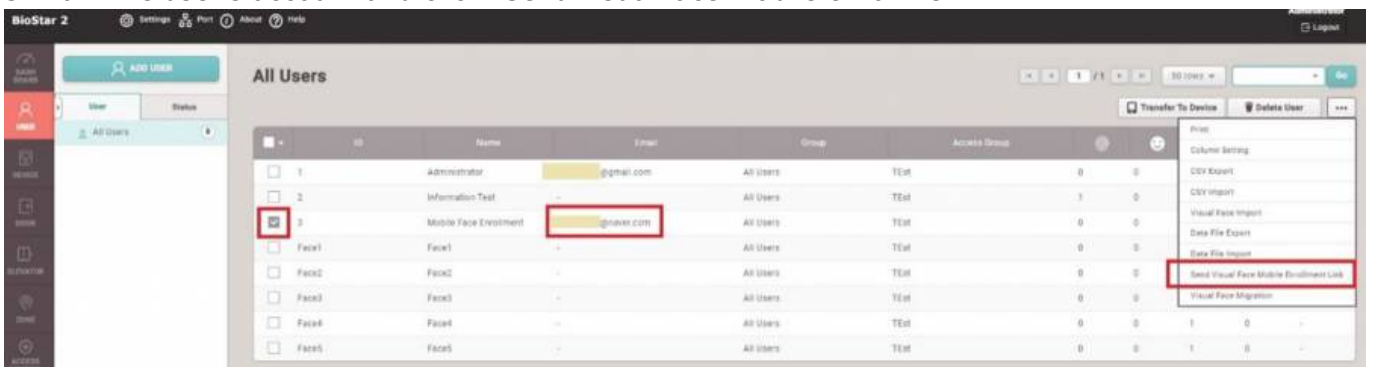 BioStar 2 Settings Port About Help
Logout
ADD USER
User Status
All Users 8
USER
DEVICE
DOOR
ELEVATOR
ZONE
ACCESS
All Users
1 / 1 50 rows Go
Transfer To Device Delete User ...
ID Name Email Group Access Group
1 Administrator @gmail.com All Users TEst 0 0
2 Information Test - All Users TEst 1 0
3 Mobile Face Enrollment @naver.com All Users TEst 0 0
Face1 Face1 - All Users TEst 0 0
Face2 Face2 - All Users TEst 0 0
Face3 Face3 - All Users TEst 0 0
Face4 Face4 - All Users TEst 0 0 1 0 -
Face5 Face5 - All Users TEst 0 0 1 0 -
Print
Column Setting
CSV Export
CSV Import
Visual Face Import
Data File Export
Data File Import
Send Visual Face Mobile Enrollment Link
Visual Face Migration